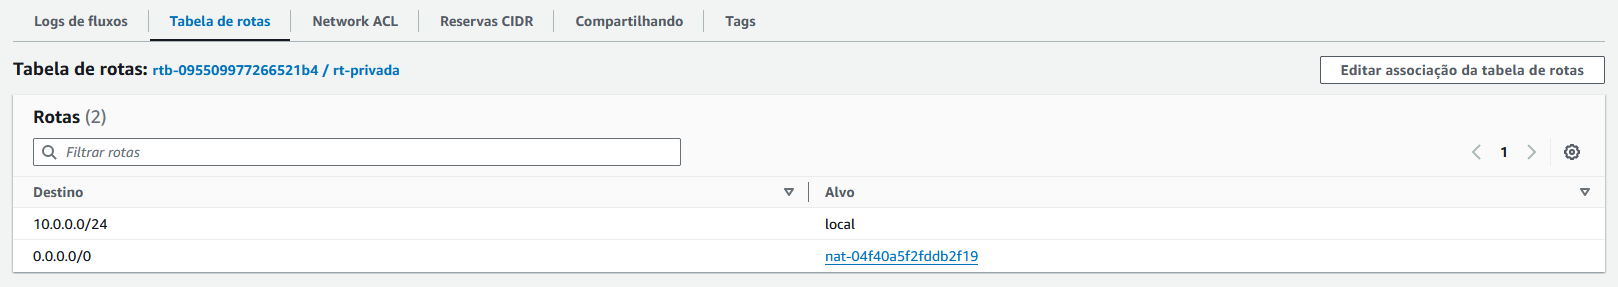 Logs de fluxos Tabela de rotas Network ACL Reservas CIDR Compartilhando Tags
Tabela de rotas: rtb-095509977266521b4 / rt-privada Editar associação da tabela de rotas
Rotas (2)
Filtrar rotas 1
Destino Alvo
10.0.0.0/24 local
0.0.0.0/0 nat-04f40a5f2fddb2f19